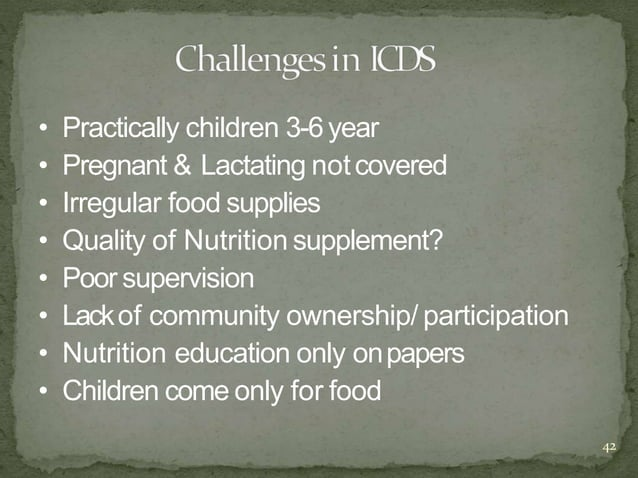 Challenges in ICDS
• Practically children 3-6 year
• Pregnant & Lactating not covered
• Irregular food supplies
• Quality of Nutrition supplement?
• Poor supervision
• Lack of community ownership/ participation
• Nutrition education only on papers
• Children come only for food
42